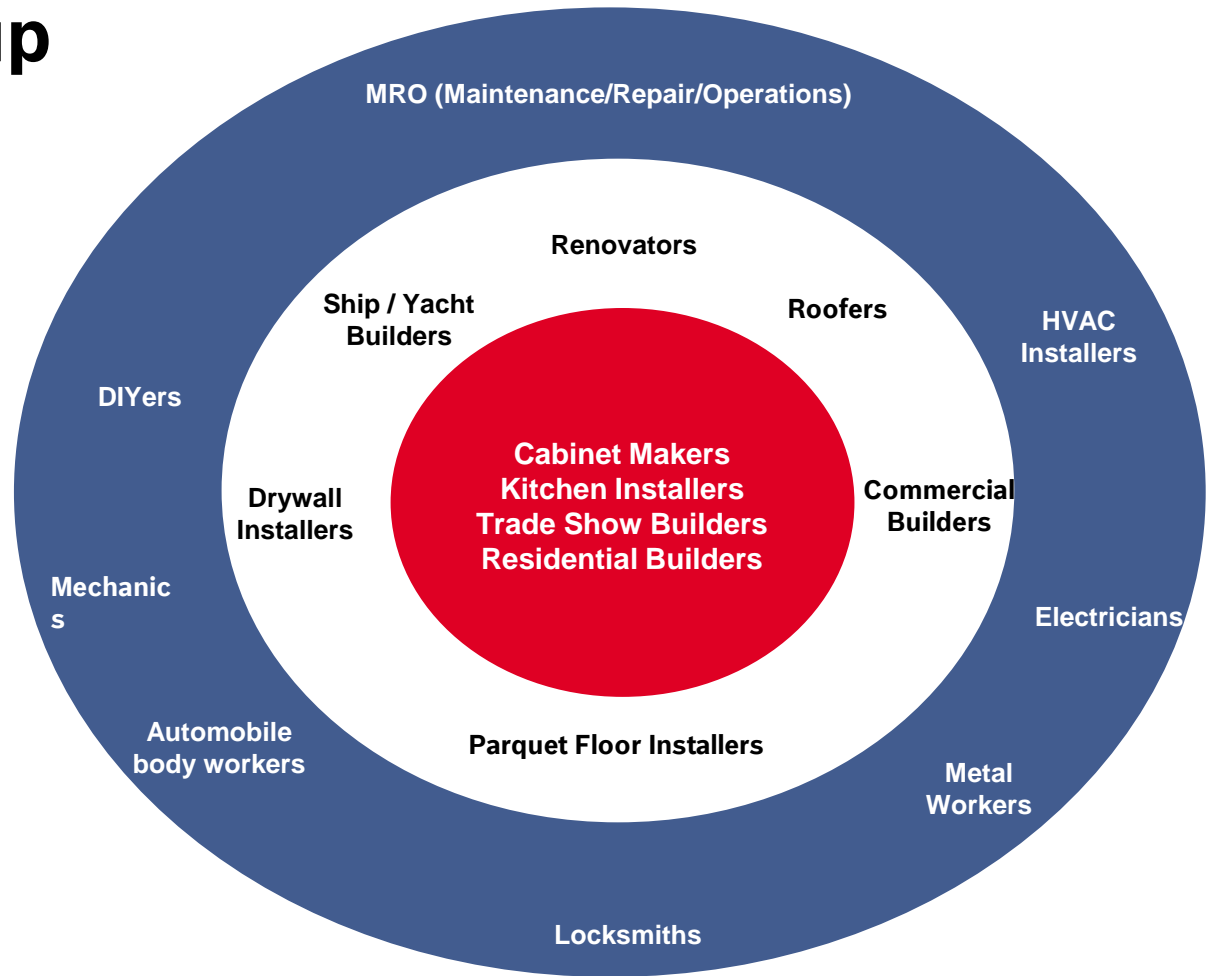 up
MRO (Maintenance/Repair/Operations)
Renovators
Ship / Yacht
Builders
Roofers
HVAC
Installers
DIYers
Cabinet Makers
Kitchen Installers
Trade Show Builders
Residential Builders
Drywall
Installers
Commercial
Builders
Mechanic
s
Electricians
Automobile
body workers
Parquet Floor Installers
Metal
Workers
Locksmiths